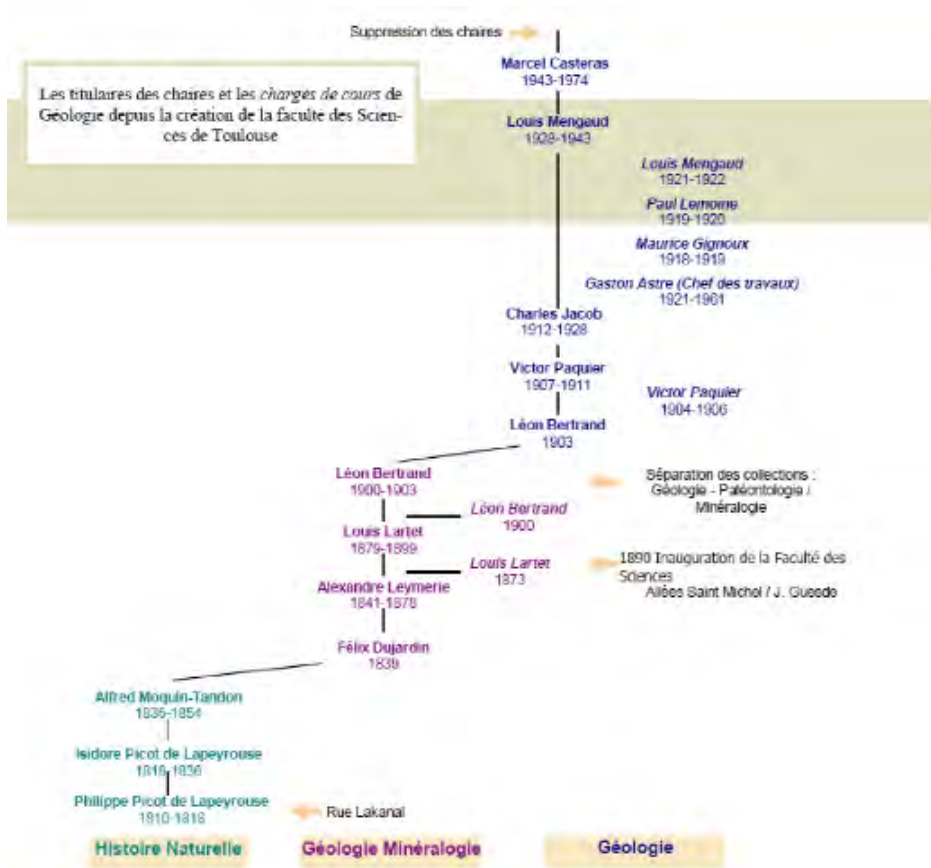 Suppression des chaires
Marcel Casteras
1943-1974
Les titulaires des chaires et les charges de cours de
Géologie depuis la création de la faculté des Scien-
ces de Toulouse
Louis Mengaud
1928-1943
Louis Mengaud
1921-1922
Paul Lemoine
1919-1920
Maurice Gignoux
1918-1919
Gaston Astre (Chef des travaux)
1921-1961
Charles Jacob
1912-1928
Victor Paquier
1907-1911
Victor Paquier
1904-1906
Léon Bertrand
1903
Léon Bertrand
1900-1903
Séparation des collections :
Géologie - Paléontologie /
Minéralogie
Léon Bertrand
1900
Louis Lartet
1879-1899
Louis Lartet
1873
1890 Inauguration de la Faculté des
Sciences
Allées Saint Michel / J. Guesde
Alexandre Leymerie
1841-1878
Félix Dujardin
1839
Alfred Moquin-Tandon
1836-1854
Isidore Picot de Lapeyrouse
1818-1836
Philippe Picot de Lapeyrouse
1810-1818
Rue Lakanal
Histoire Naturelle
Géologie Minéralogie
Géologie